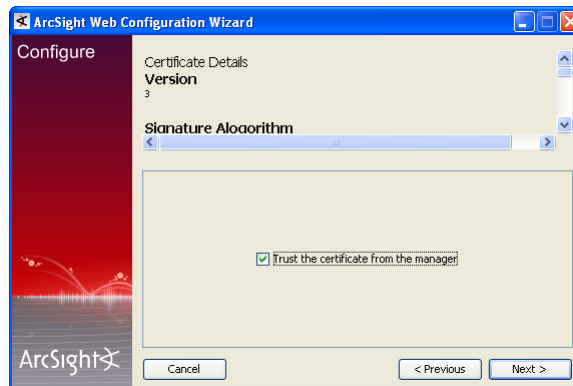 ArcSight Web Configuration Wizard
Configure
Certificate Details
Version
3
Signature Alogorithm
Trust the certificate from the manager
ArcSight
Cancel
< Previous
Next >